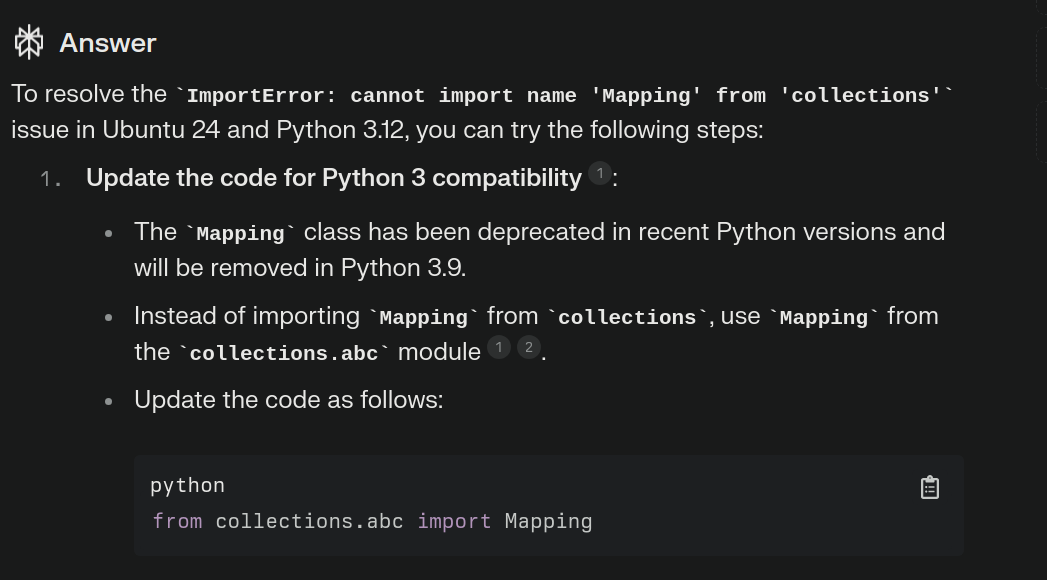 Answer
To resolve the `ImportError: cannot import name 'Mapping' from 'collections'`
issue in Ubuntu 24 and Python 3.12, you can try the following steps:
1. Update the code for Python 3 compatibility 1 :
• The `Mapping` class has been deprecated in recent Python versions and
will be removed in Python 3.9.
• Instead of importing `Mapping` from `collections`, use `Mapping` from
the `collections.abc` module 1 2 .
• Update the code as follows:
python
from collections.abc import Mapping